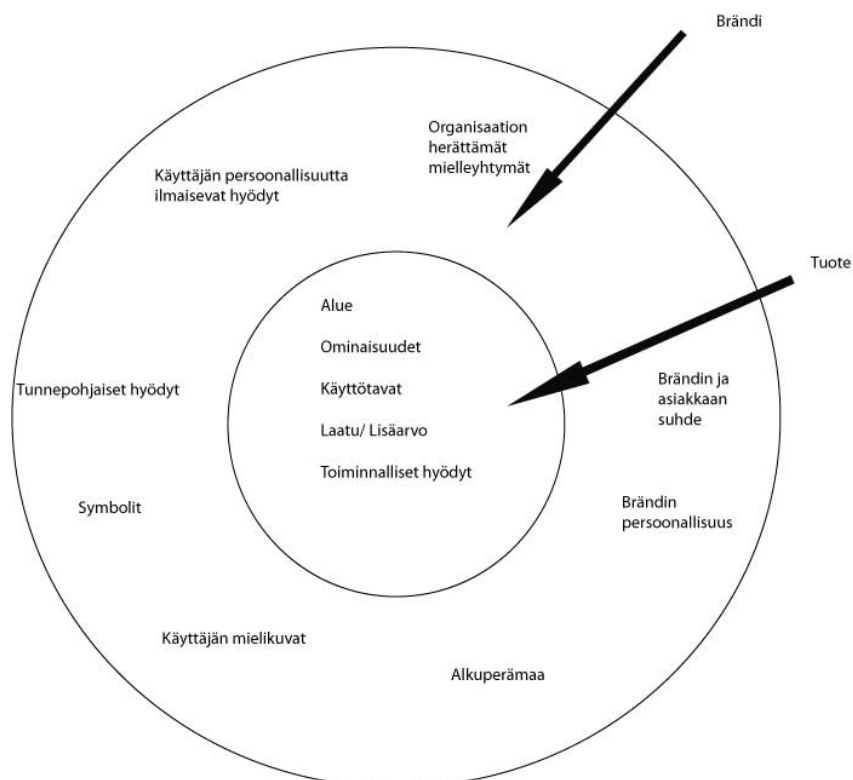 Brändi
Organisaation
herättämät
mielleyhtymät
Käyttäjän persoonallisuutta
ilmaisevat hyödyt
Tuote
Alue
Ominaisuudet
Käyttötavat
Laatu/ Lisäarvo
Toiminnalliset hyödyt
Tunnepohjaiset hyödyt
Brändin ja
asiakkaan
suhde
Symbolit
Brändin
persoonallisuus
Käyttäjän mielikuvat
Alkuperämaa